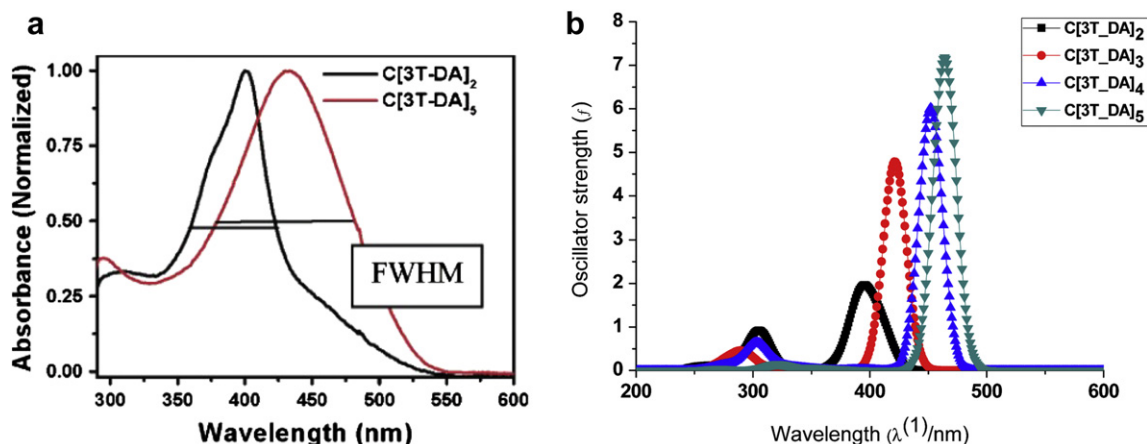 a
1.00
0.75
0.50
0.25
0.00
Absorbance (Normalized)
C[3T-DA]2
C[3T-DA]5
FWHM
300 350 400 450 500 550 600
Wavelength (nm)
b
8
7
6
5
4
3
2
1
0
Oscillator strength (f)
C[3T_DA]2
C[3T_DA]3
C[3T_DA]4
C[3T_DA]5
200 300 400 500 600
Wavelength (λ(1)/nm)